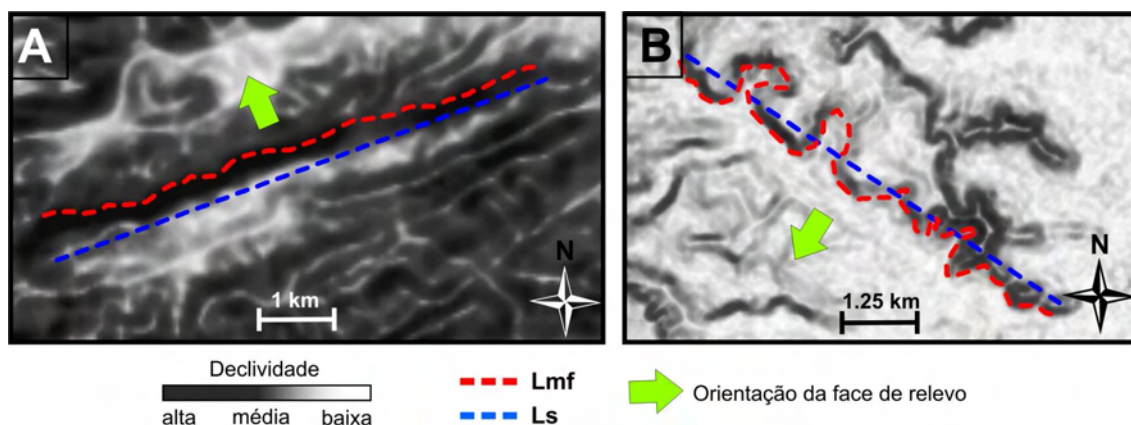 A
B
N
N
1 km
1.25 km
Declividade
alta média baixa
Lmf
Ls
Orientação da face de relevo